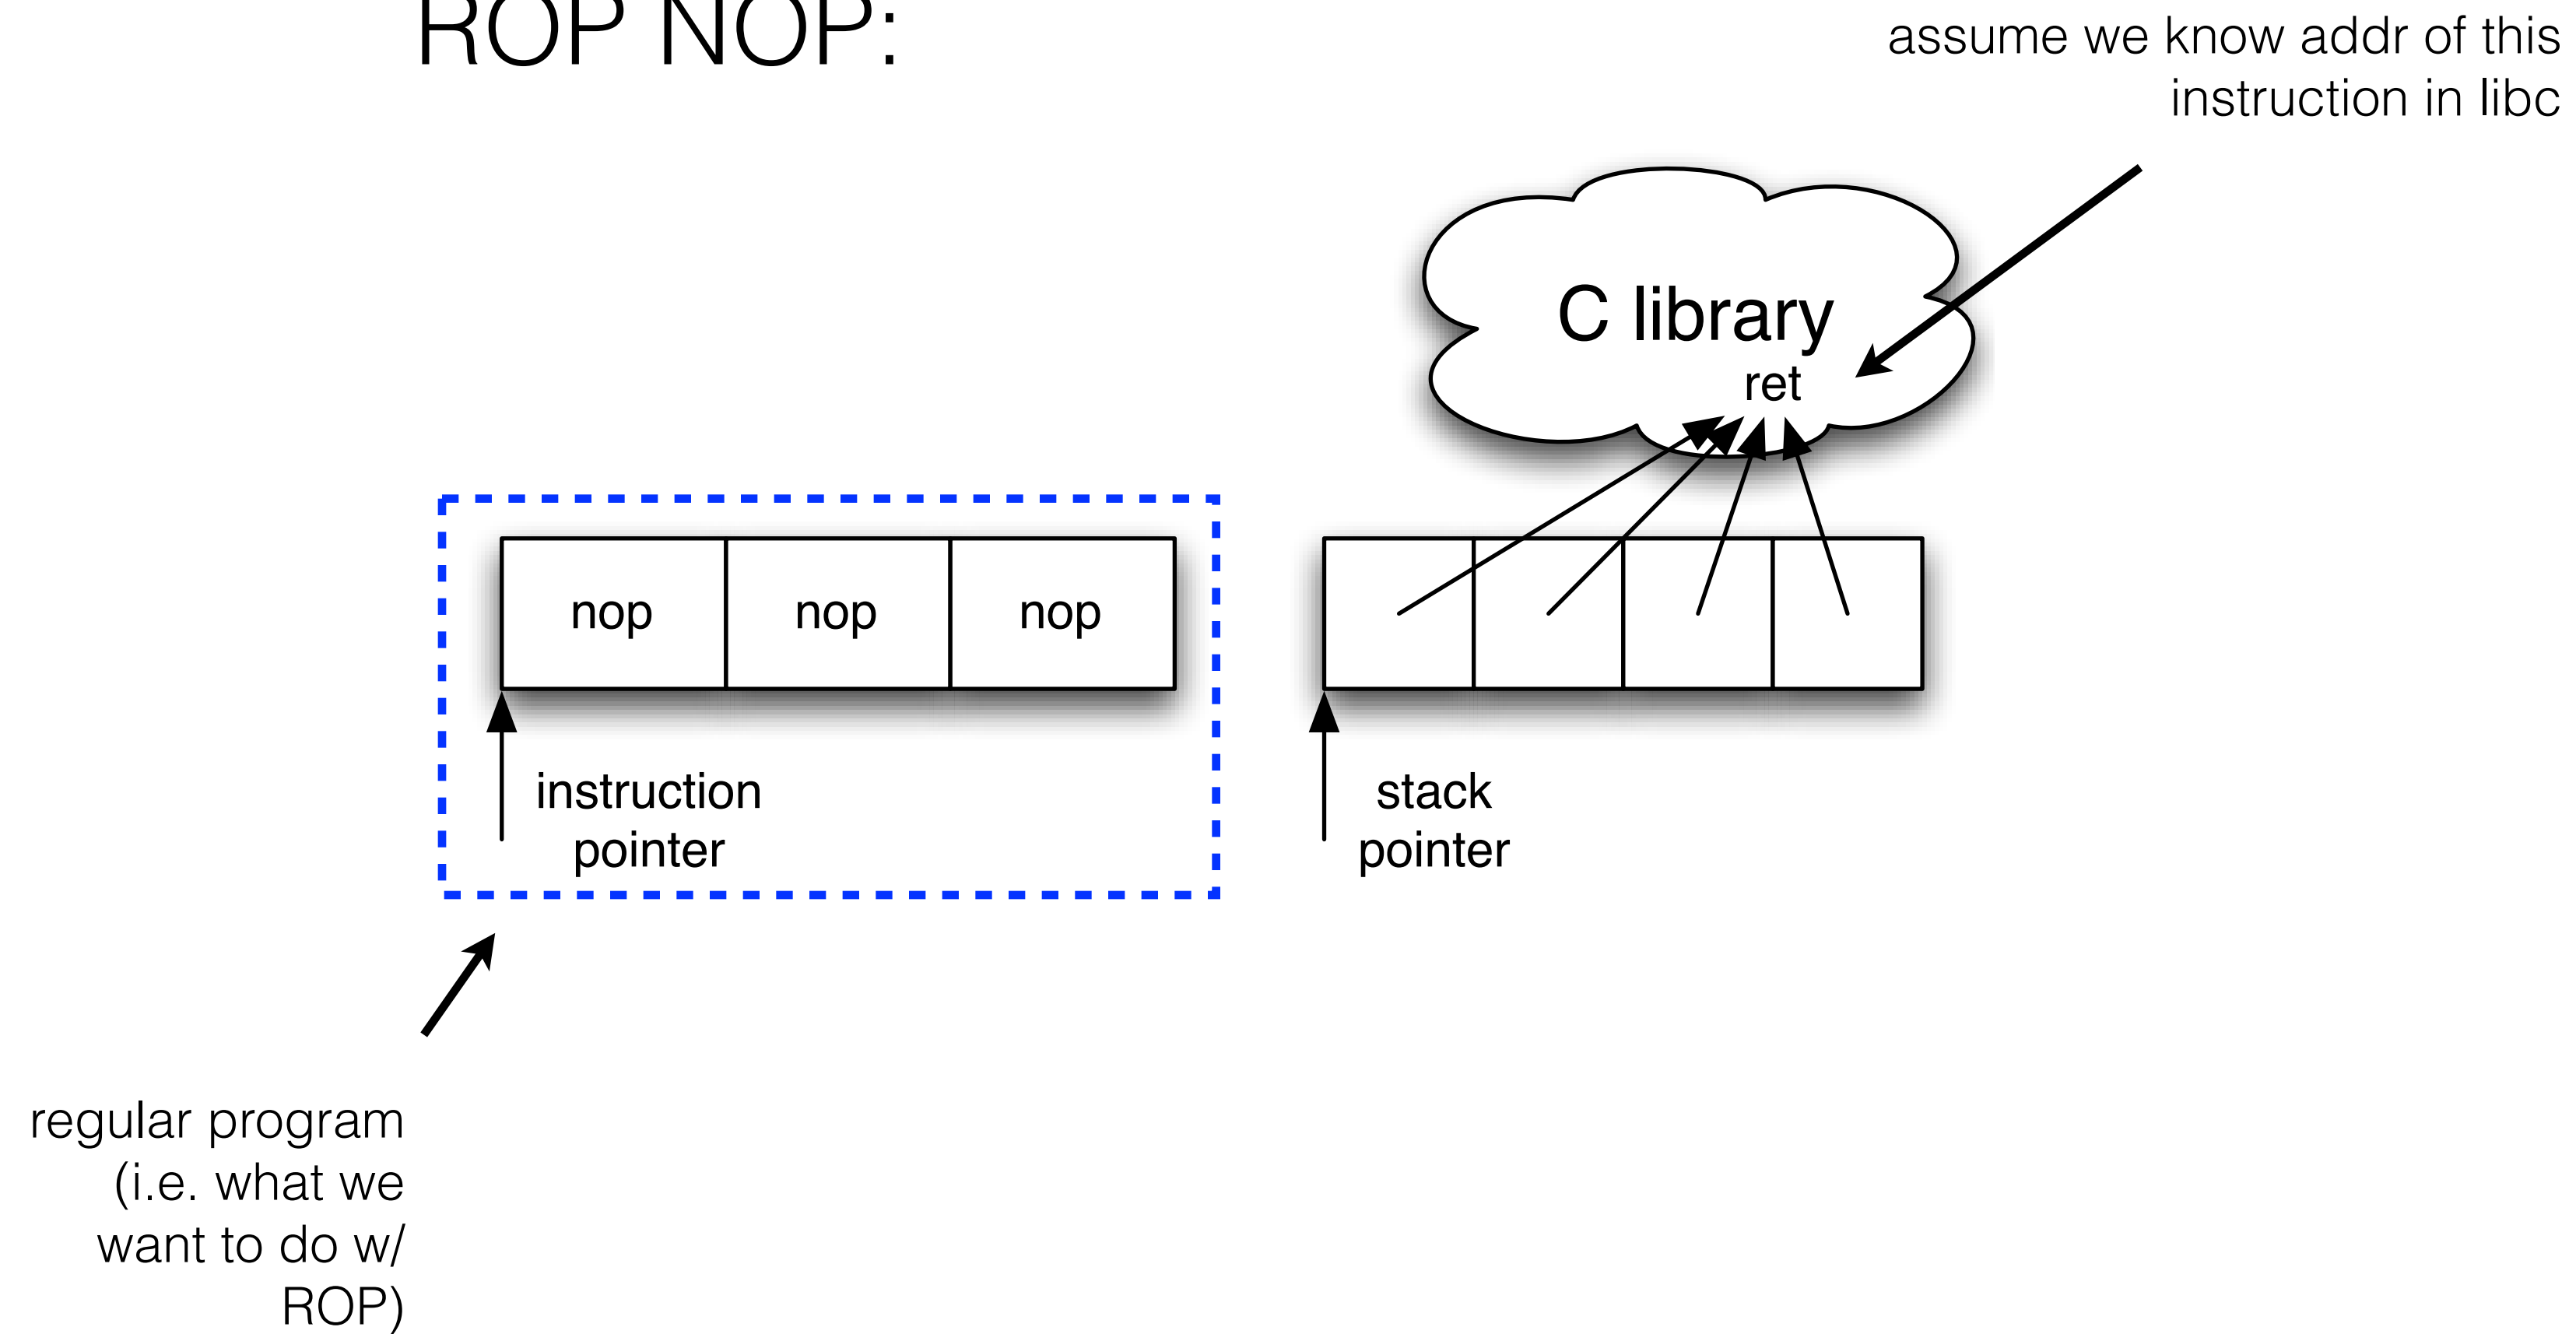 ROP NOP:
assume we know addr of this
instruction in libc
C library
ret
nop nop nop
instruction
pointer
stack
pointer
regular program
(i.e. what we
want to do w/
ROP)